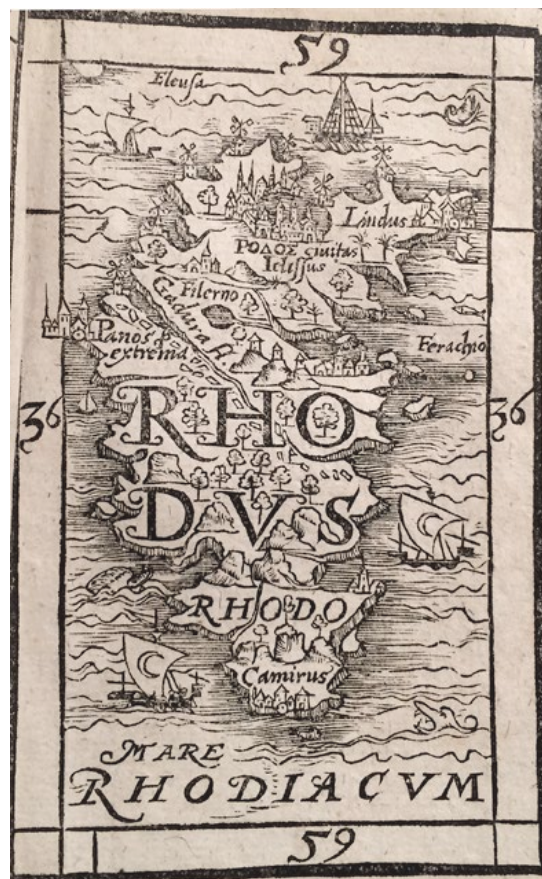 59
Eleusa
Lindus
ΡΟΔΟΣ civitas
Ielissus
Filerno
Gadura fl.
Panos
extrema
Ferachio
36
36
RHO
DVS
RHODO
Camirus
MARE
RHODIACVM
59